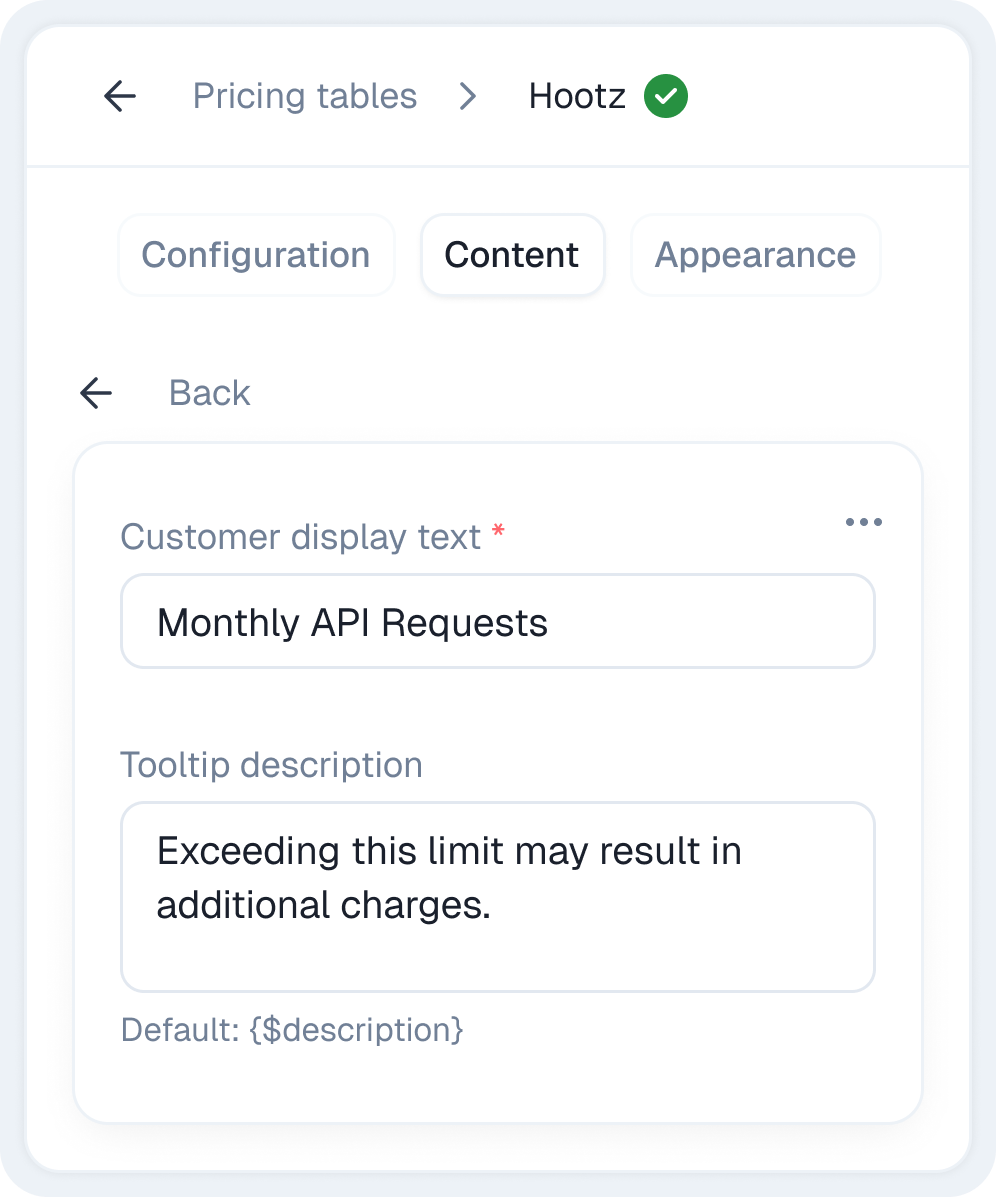 Pricing tables > Hootz
Configuration Content Appearance
Back
Customer display text *
Monthly API Requests
Tooltip description
Exceeding this limit may result in
additional charges.
Default: {$description}